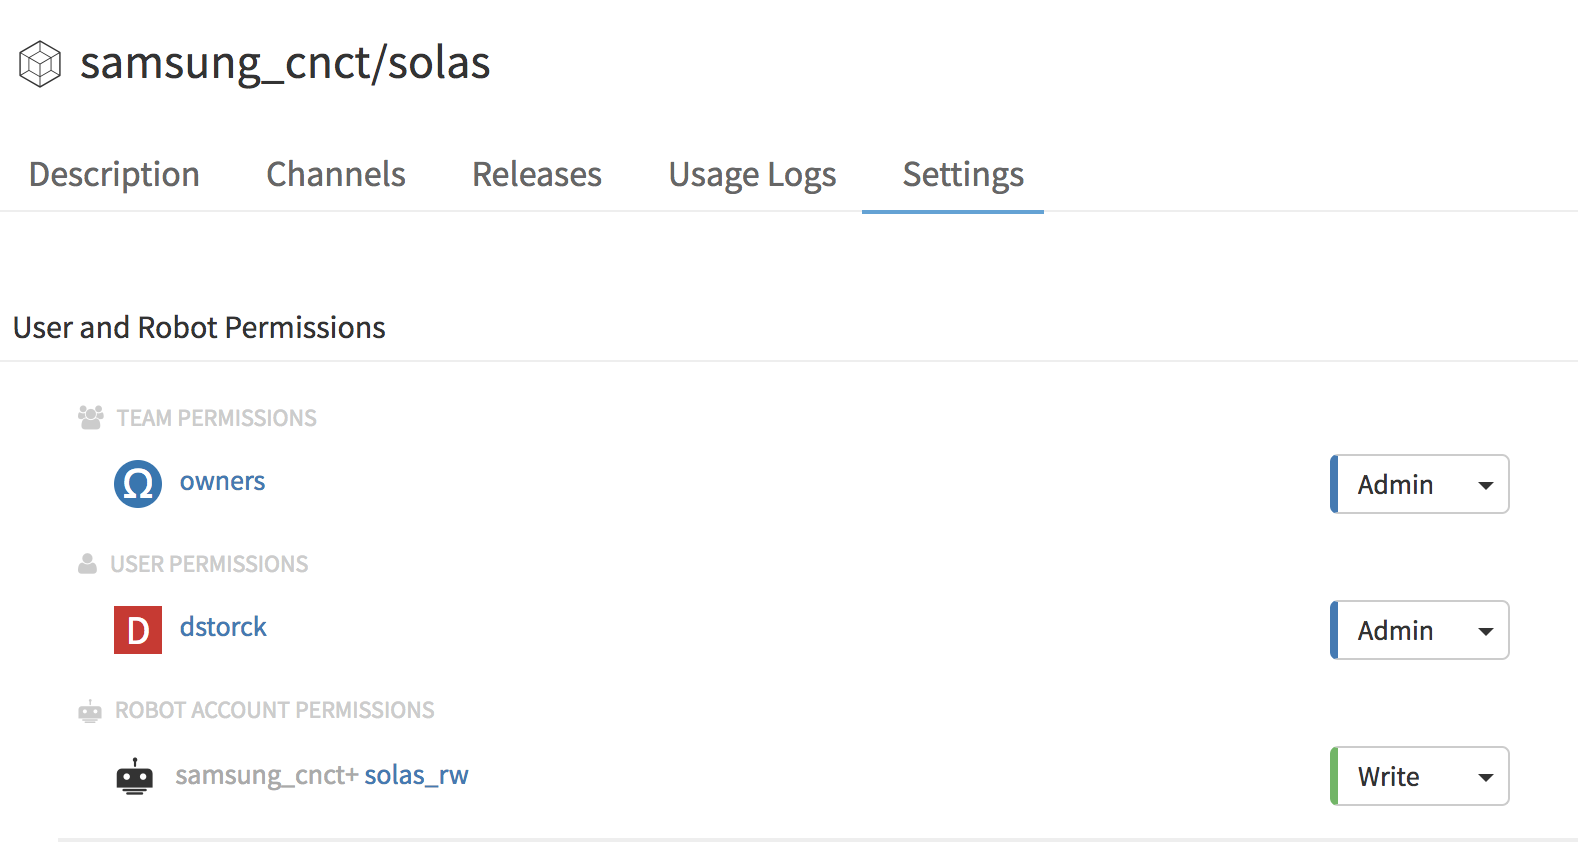 samsung_cnct/solas
Description Channels Releases Usage Logs Settings
User and Robot Permissions
TEAM PERMISSIONS
Ω owners Admin
USER PERMISSIONS
D dstorck Admin
ROBOT ACCOUNT PERMISSIONS
samsung_cnct+ solas_rw Write